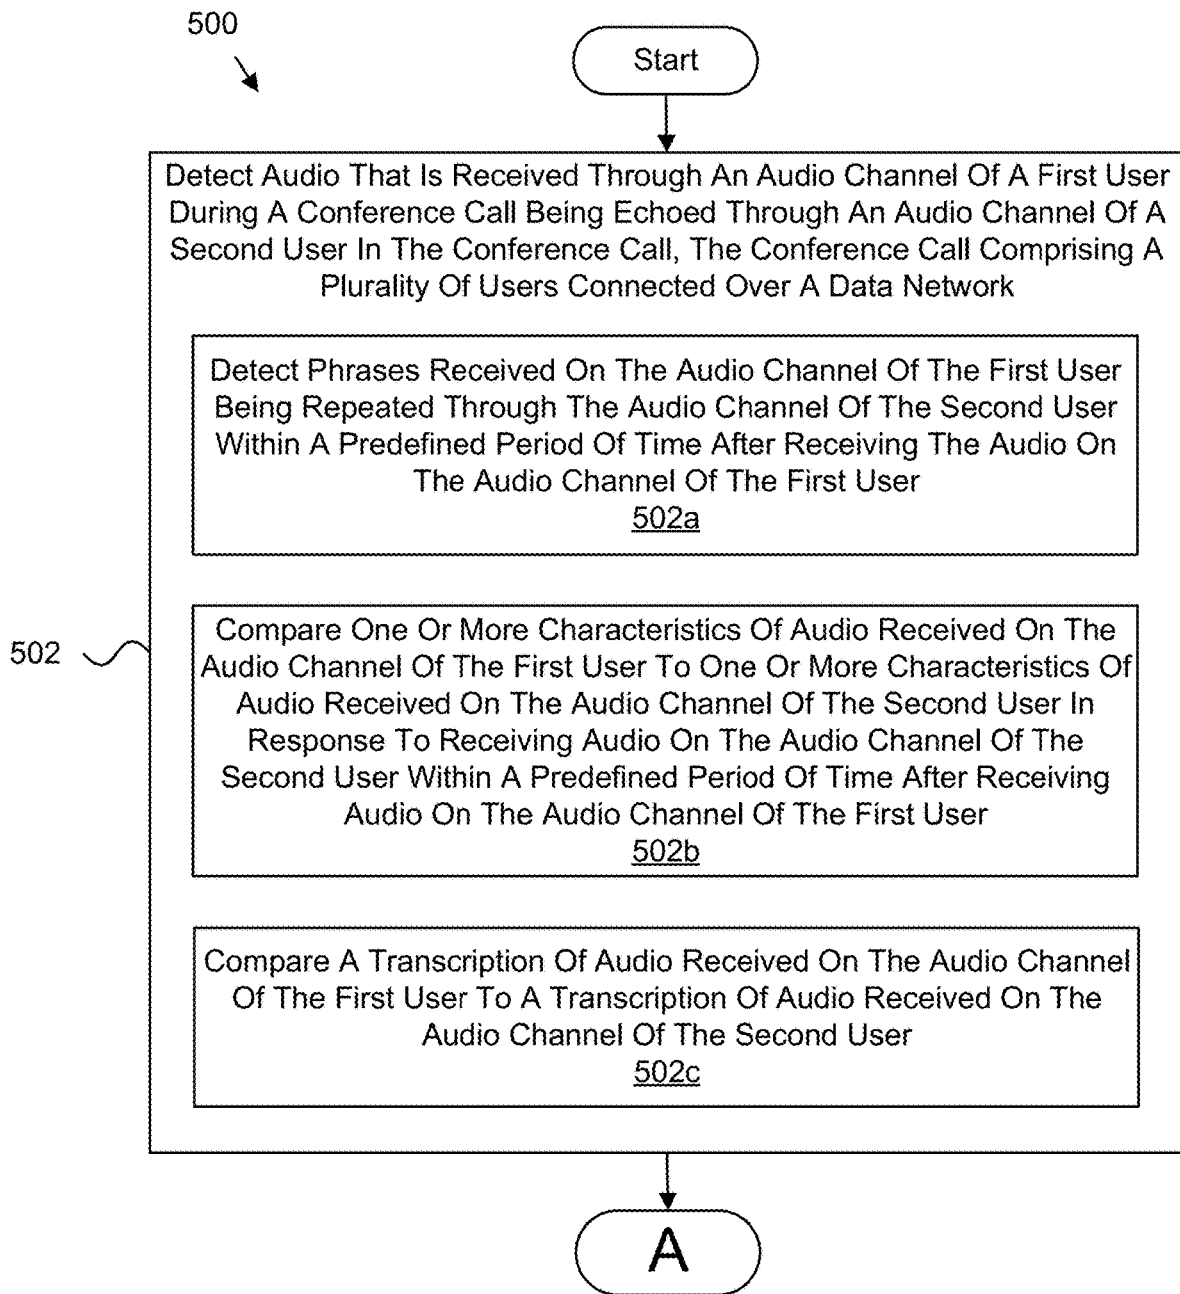 500
Start
Detect Audio That Is Received Through An Audio Channel Of A First User
During A Conference Call Being Echoed Through An Audio Channel Of A
Second User In The Conference Call, The Conference Call Comprising A
Plurality Of Users Connected Over A Data Network
Detect Phrases Received On The Audio Channel Of The First User
Being Repeated Through The Audio Channel Of The Second User
Within A Predefined Period Of Time After Receiving The Audio On
The Audio Channel Of The First User
502a
502
Compare One Or More Characteristics Of Audio Received On The
Audio Channel Of The First User To One Or More Characteristics Of
Audio Received On The Audio Channel Of The Second User In
Response To Receiving Audio On The Audio Channel Of The
Second User Within A Predefined Period Of Time After Receiving
Audio On The Audio Channel Of The First User
502b
Compare A Transcription Of Audio Received On The Audio Channel
Of The First User To A Transcription Of Audio Received On The
Audio Channel Of The Second User
502c
A